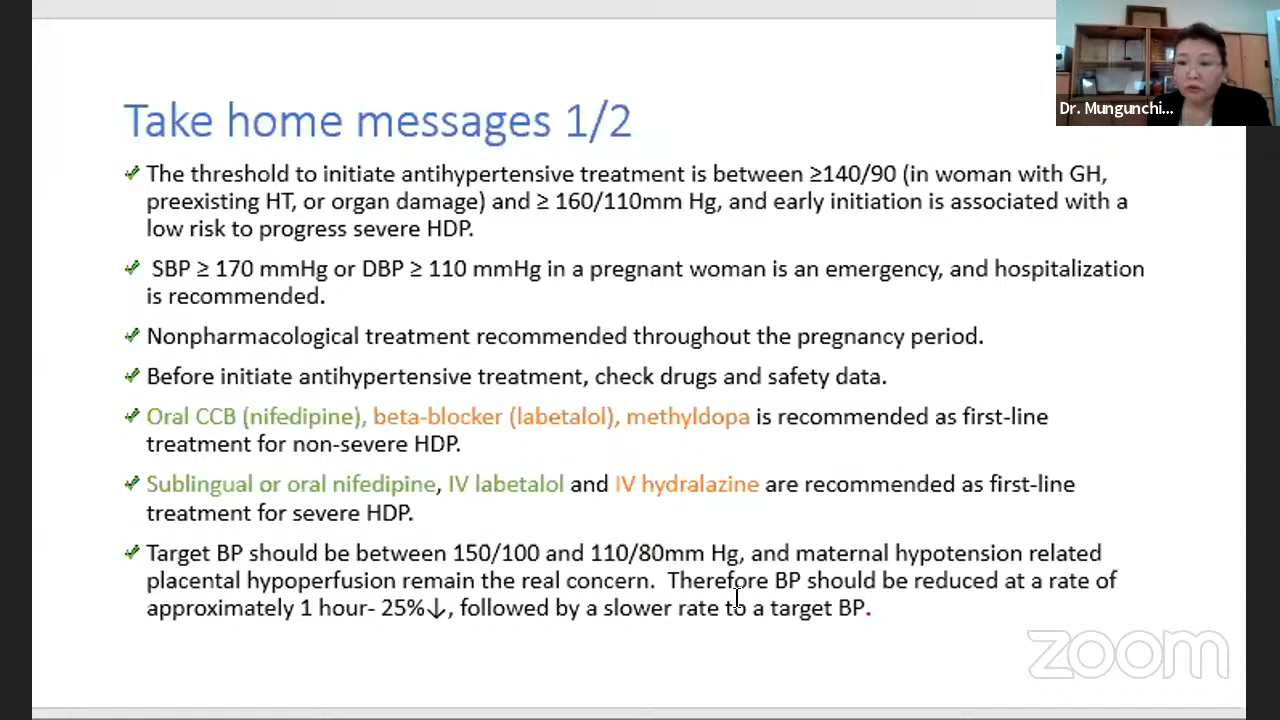 Dr. Mungunchi...
Take home messages 1/2
The threshold to initiate antihypertensive treatment is between ≥140/90 (in woman with GH,
preexisting HT, or organ damage) and ≥ 160/110mm Hg, and early initiation is associated with a
low risk to progress severe HDP.
SBP ≥ 170 mmHg or DBP ≥ 110 mmHg in a pregnant woman is an emergency, and hospitalization
is recommended.
Nonpharmacological treatment recommended throughout the pregnancy period.
Before initiate antihypertensive treatment, check drugs and safety data.
Oral CCB (nifedipine), beta-blocker (labetalol), methyldopa is recommended as first-line
treatment for non-severe HDP.
Sublingual or oral nifedipine, IV labetalol and IV hydralazine are recommended as first-line
treatment for severe HDP.
Target BP should be between 150/100 and 110/80mm Hg, and maternal hypotension related
placental hypoperfusion remain the real concern. Therefore BP should be reduced at a rate of
approximately 1 hour- 25%↓, followed by a slower rate to a target BP.
zoom